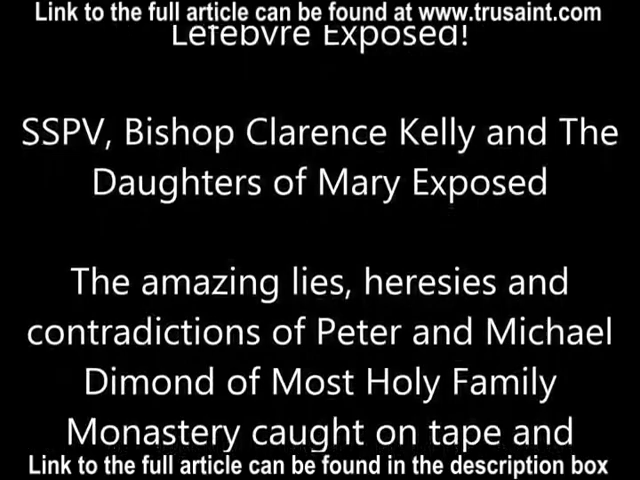 Link to the full article can be found at www.trusaint.com
Lefebvre Exposed!
SSPV, Bishop Clarence Kelly and The
Daughters of Mary Exposed
The amazing lies, heresies and
contradictions of Peter and Michael
Dimond of Most Holy Family
Monastery caught on tape and
Link to the full article can be found in the description box